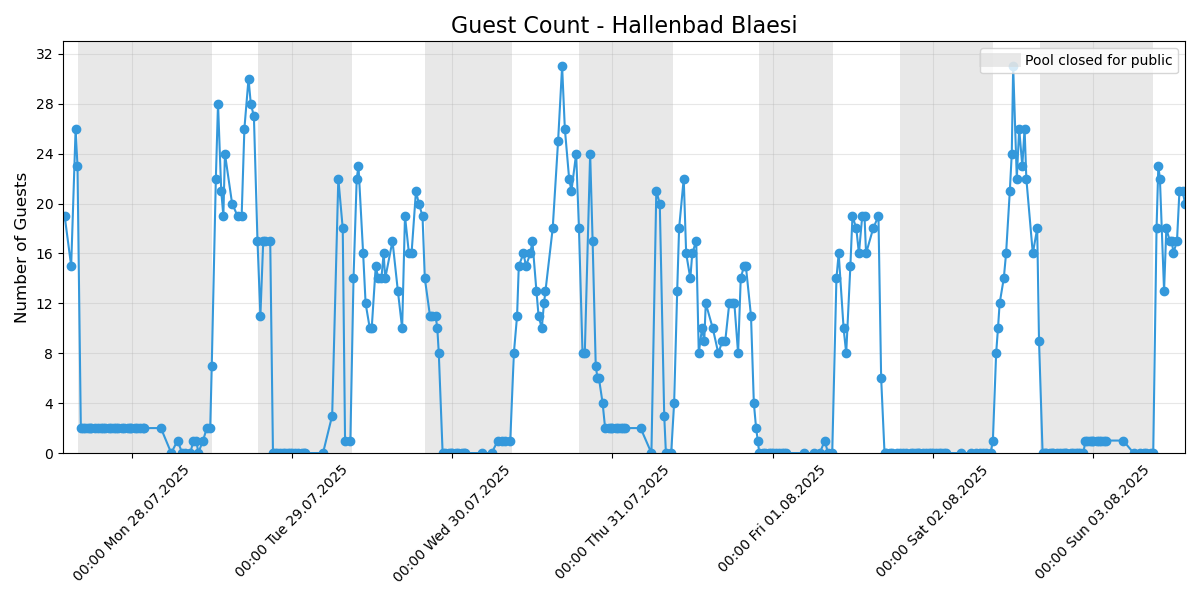 Guest Count - Hallenbad Blaesi
Pool closed for public
Number of Guests
32
28
24
20
16
12
8
4
0
00:00 Mon 28.07.2025
00:00 Tue 29.07.2025
00:00 Wed 30.07.2025
00:00 Thu 31.07.2025
00:00 Fri 01.08.2025
00:00 Sat 02.08.2025
00:00 Sun 03.08.2025